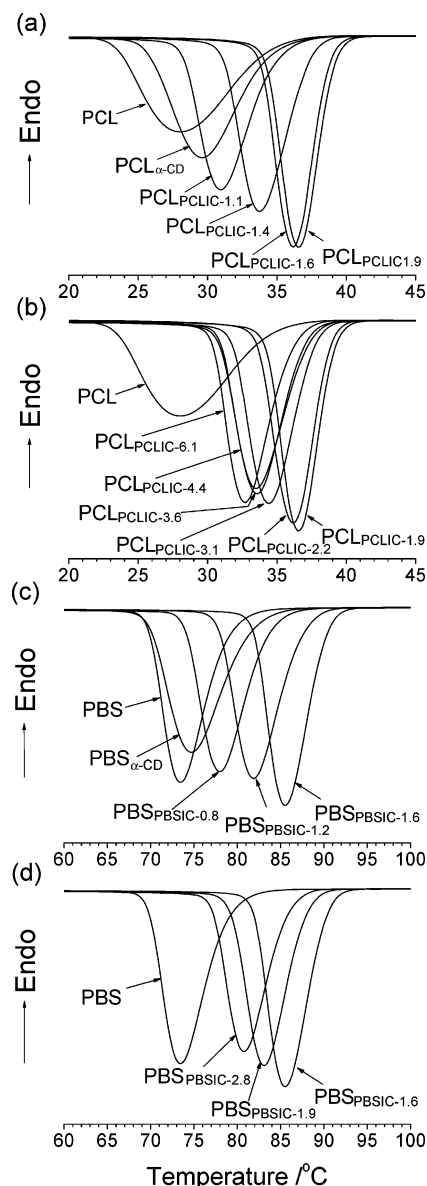 (a)
Endo
PCL
PCLα-CD
PCLPCLIC-1.1
PCLPCLIC-1.4
PCLPCLIC-1.6
PCLPCLIC1.9
20 25 30 35 40 45
(b)
Endo
PCL
PCLPCLIC-6.1
PCLPCLIC-4.4
PCLPCLIC-3.6
PCLPCLIC-3.1
PCLPCLIC-2.2
PCLPCLIC-1.9
20 25 30 35 40 45
(c)
Endo
PBS
PBSα-CD
PBSPBSIC-0.8
PBSPBSIC-1.2
PBSPBSIC-1.6
60 65 70 75 80 85 90 95 100
(d)
Endo
PBS
PBSPBSIC-2.8
PBSPBSIC-1.9
PBSPBSIC-1.6
60 65 70 75 80 85 90 95 100
Temperature /°C